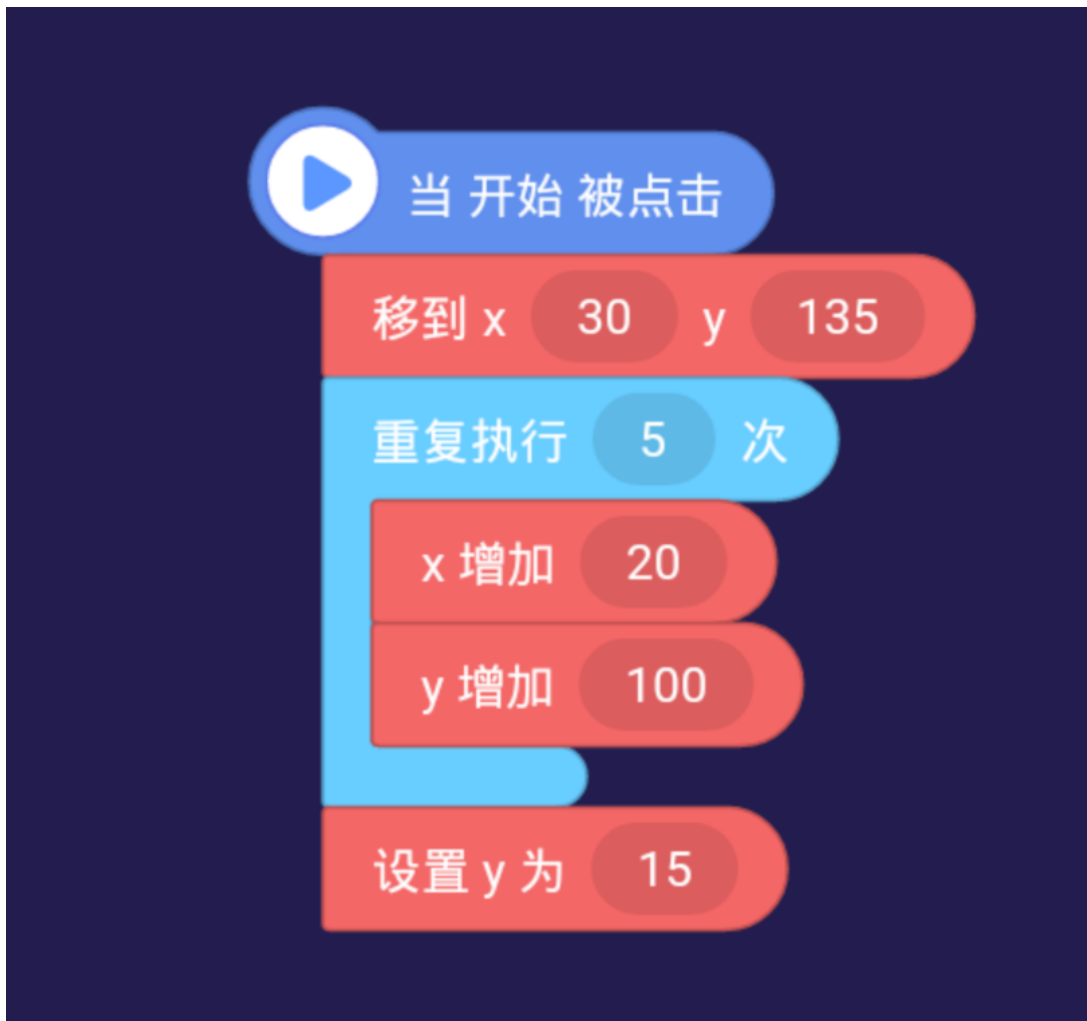 当 开始 被点击
移到 x 30 y 135
重复执行 5 次
x 增加 20
y 增加 100
设置 y 为 15